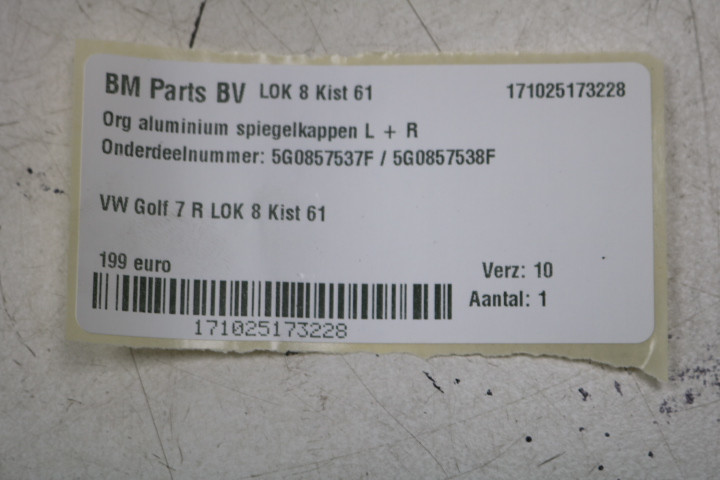 BM Parts BV LOK 8 Kist 61 171025173228
Org aluminium spiegelkappen L + R
Onderdeelnummer: 5G0857537F / 5G0857538F
VW Golf 7 R LOK 8 Kist 61
199 euro
Verz: 10
Aantal: 1
171025173228